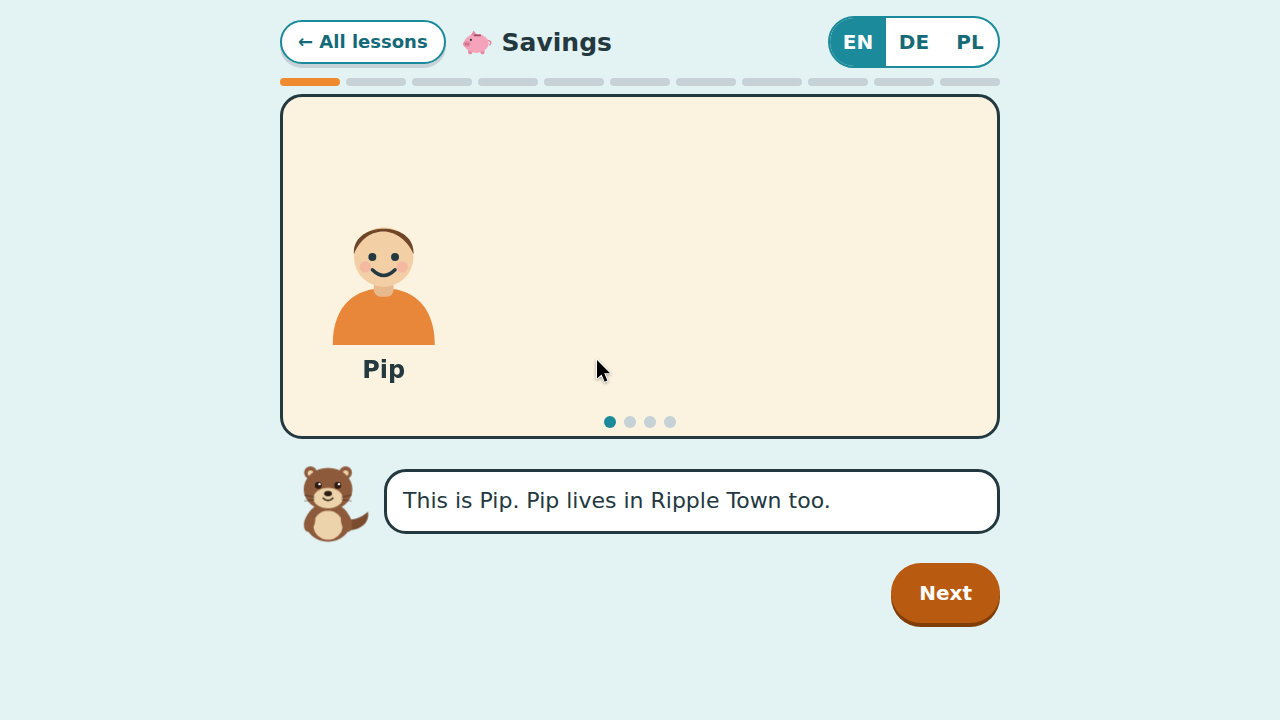 ← All lessons
Savings
EN DE PL
Pip
This is Pip. Pip lives in Ripple Town too.
Next